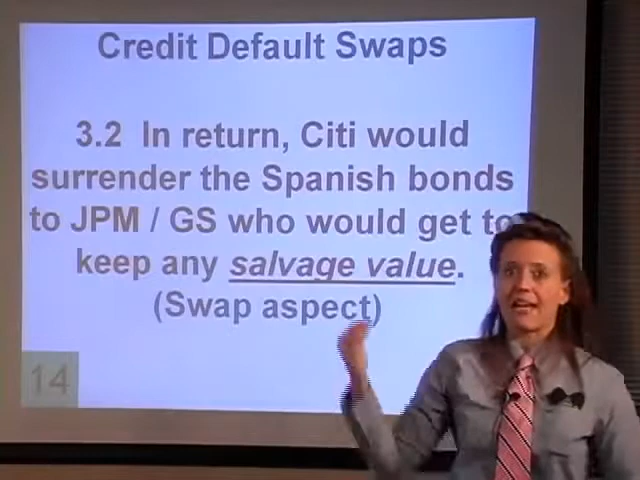 Credit Default Swaps
3.2 In return, Citi would
surrender the Spanish bonds
to JPM / GS who would get to
keep any salvage value.
(Swap aspect)
14